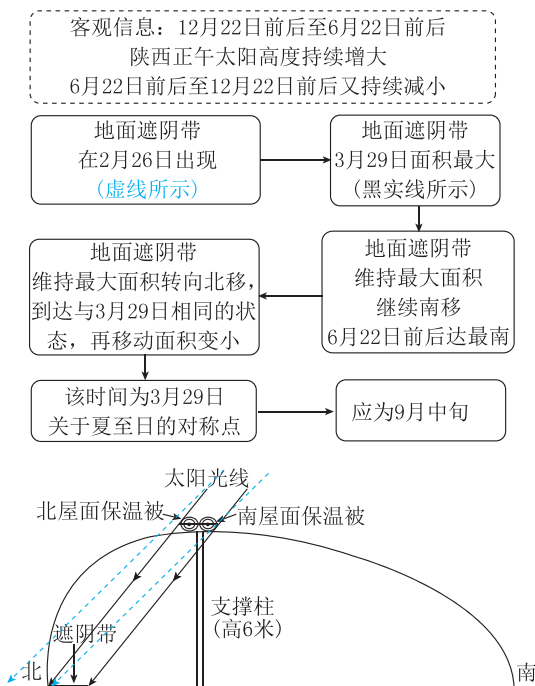 客观信息：12月22日前后至6月22日前后
陕西正午太阳高度持续增大
6月22日前后至12月22日前后又持续减小
地面遮阴带
在2月26日出现
(虚线所示)
地面遮阴带
3月29日面积最大
(黑实线所示)
地面遮阴带
维持最大面积
继续南移
6月22日前后达最南
地面遮阴带
维持最大面积转向北移，
到达与3月29日相同的状
态，再移动面积变小
该时间为3月29日
关于夏至日的对称点
应为9月中旬
太阳光线
北屋面保温被
南屋面保温被
支撑柱
(高6米)
遮阴带
北
南